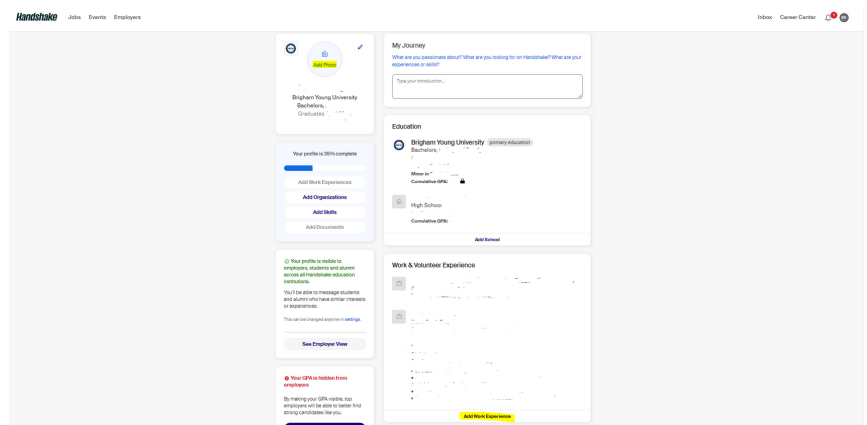 Handshake Jobs Events Employers Inbox Career Center
Add Photo
Brigham Young University
Bachelors,
Graduates
Your profile is 35% complete
Add Work Experiences
Add Organizations
Add Skills
Add Documents
Your profile is visible to
employers, students and alumni
across all Handshake education
institutions.
You'll be able to message students
and alumni who have similar interests
or experiences.
This can be changed anytime in settings.
See Employer View
Your GPA is hidden from
employers
By making your GPA visible, top
employers will be able to better find
strong candidates like you.
My Journey
What are you passionate about? What are you looking for on Handshake? What are your
experiences or skills?
Type your introduction...
Education
Brigham Young University primary education
Bachelors,
Minor in
Cumulative GPA:
High School
Cumulative GPA:
Add School
Work & Volunteer Experience
Add Work Experience